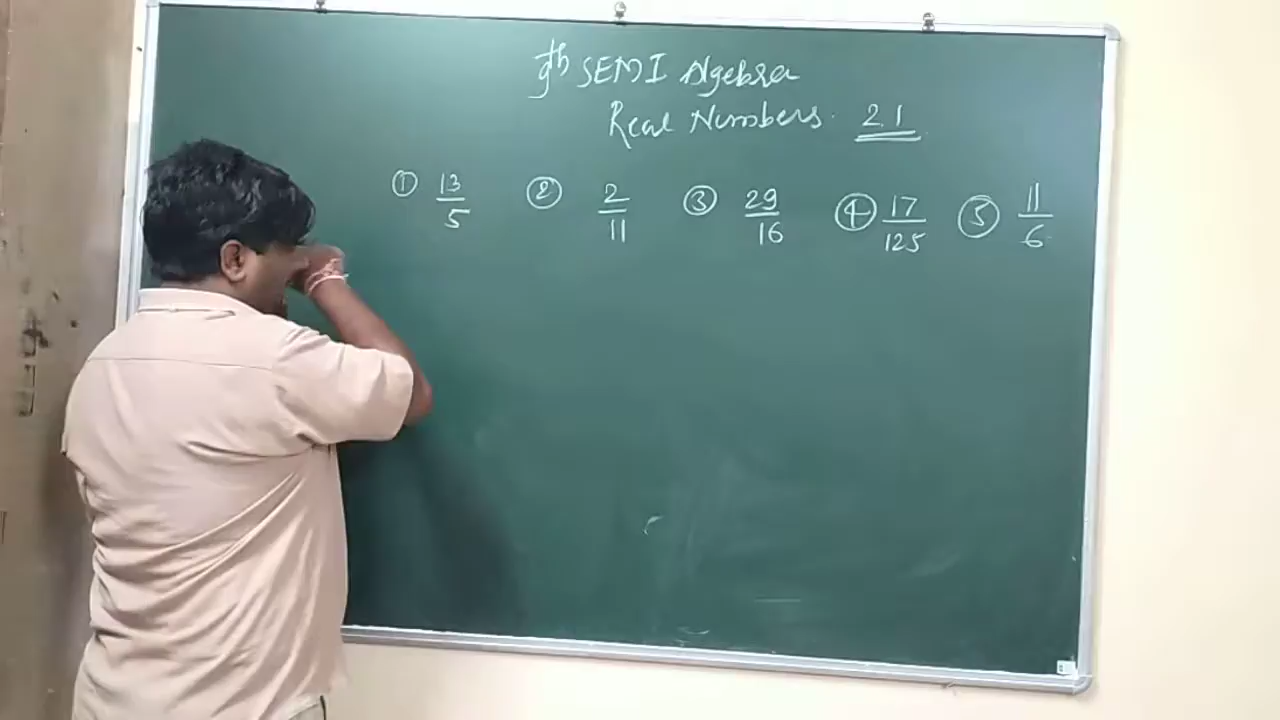 9th SEMI Algebra
Real Numbers. 2.1
① 13/5 ② 2/11 ③ 29/16 ④ 17/125 ⑤ 11/6